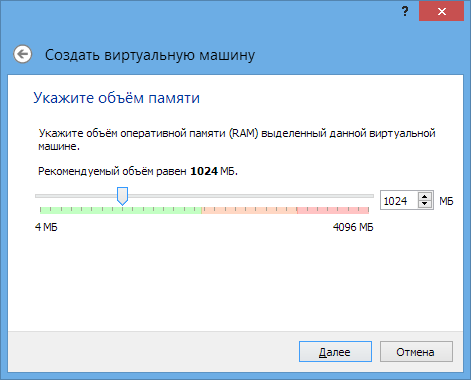 ?
Создать виртуальную машину
Укажите объём памяти
Укажите объём оперативной памяти (RAM) выделенный данной виртуальной
машине.
Рекомендуемый объём равен 1024 МБ.
1024 МБ
4 МБ 4096 МБ
Далее Отмена